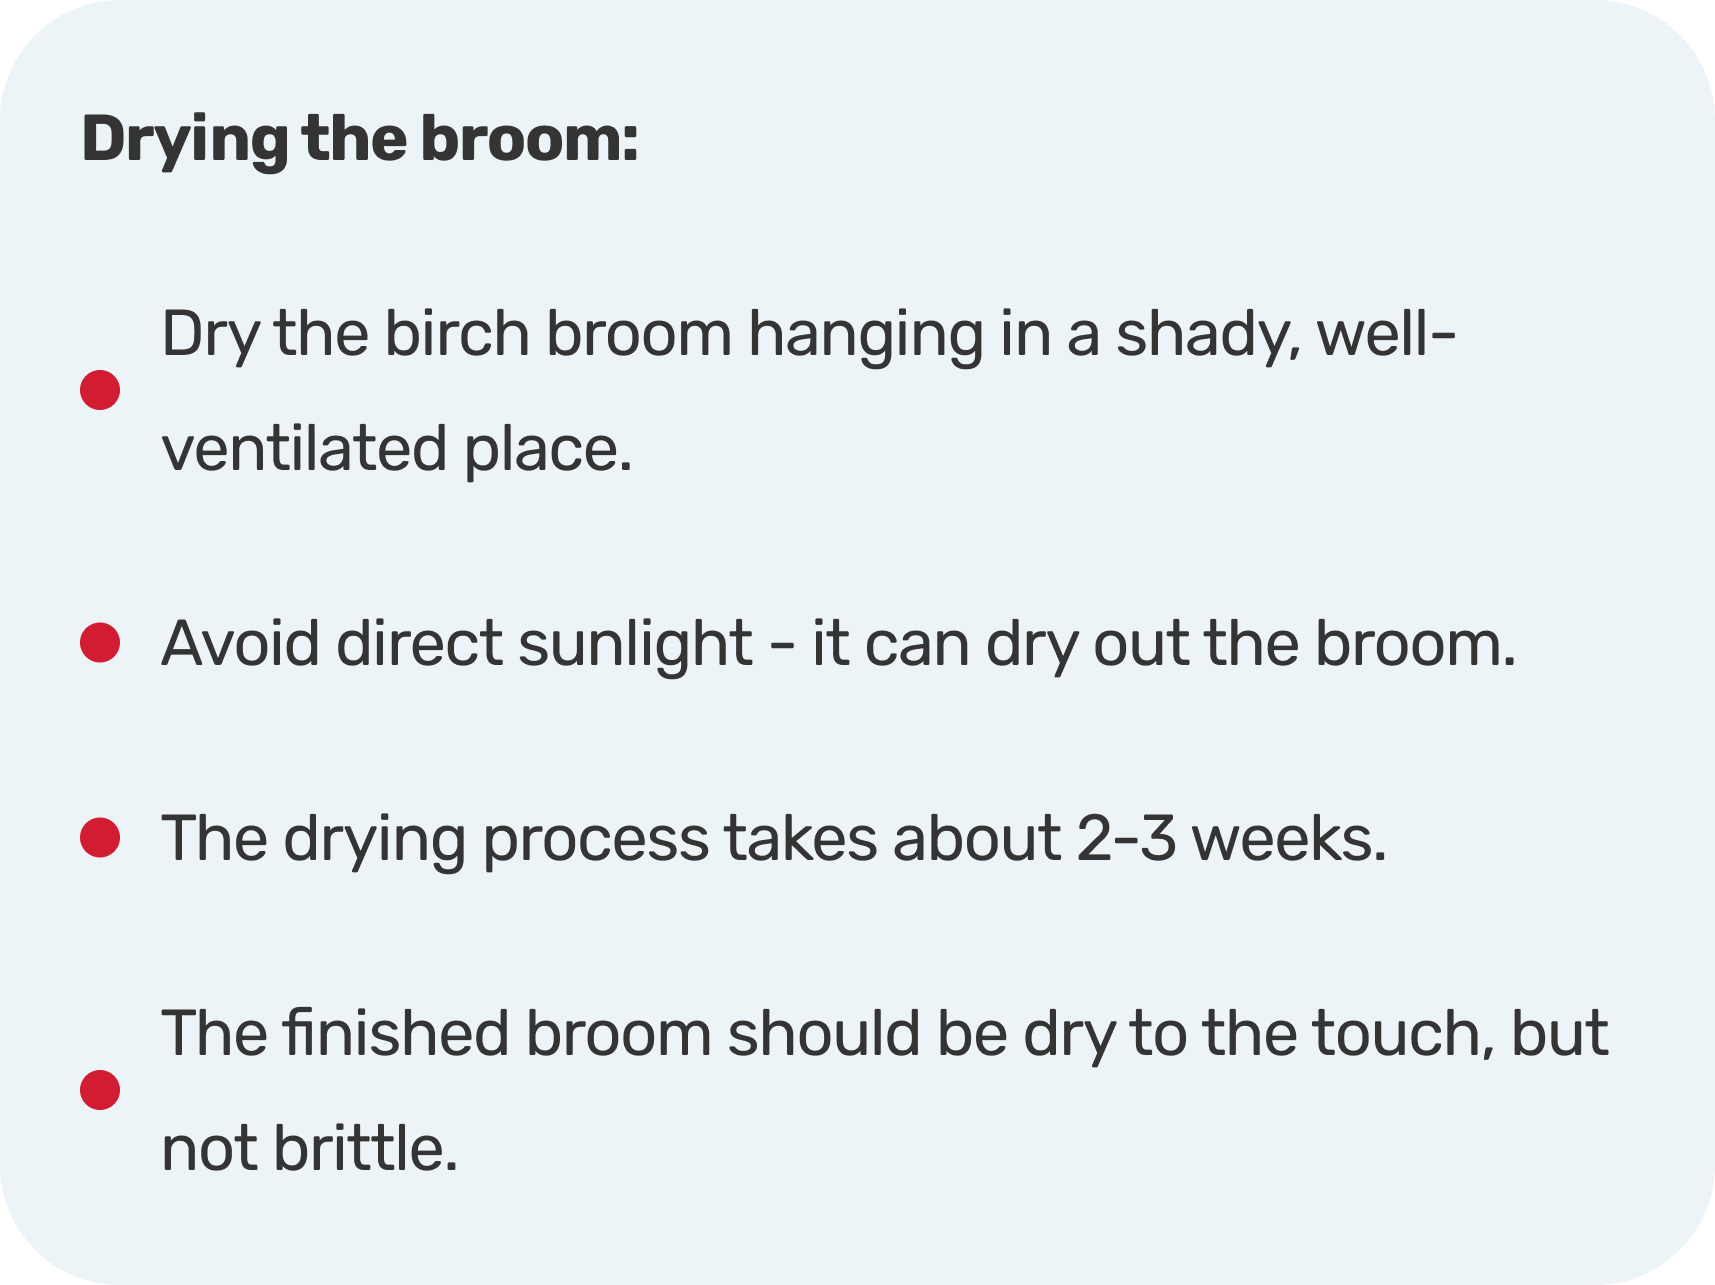 Drying the broom:
Dry the birch broom hanging in a shady, well-
ventilated place.
Avoid direct sunlight - it can dry out the broom.
The drying process takes about 2-3 weeks.
The finished broom should be dry to the touch, but
not brittle.